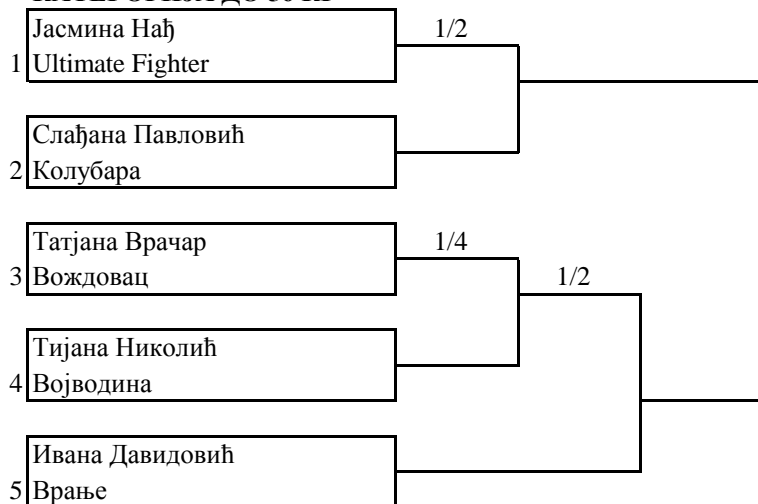 Јасмина Нађ 1/2
1 Ultimate Fighter
Слађана Павловић
2 Колубара
Татјана Врачар 1/4
3 Вождовац 1/2
Тијана Николић
4 Војводина
Ивана Давидовић
5 Врање